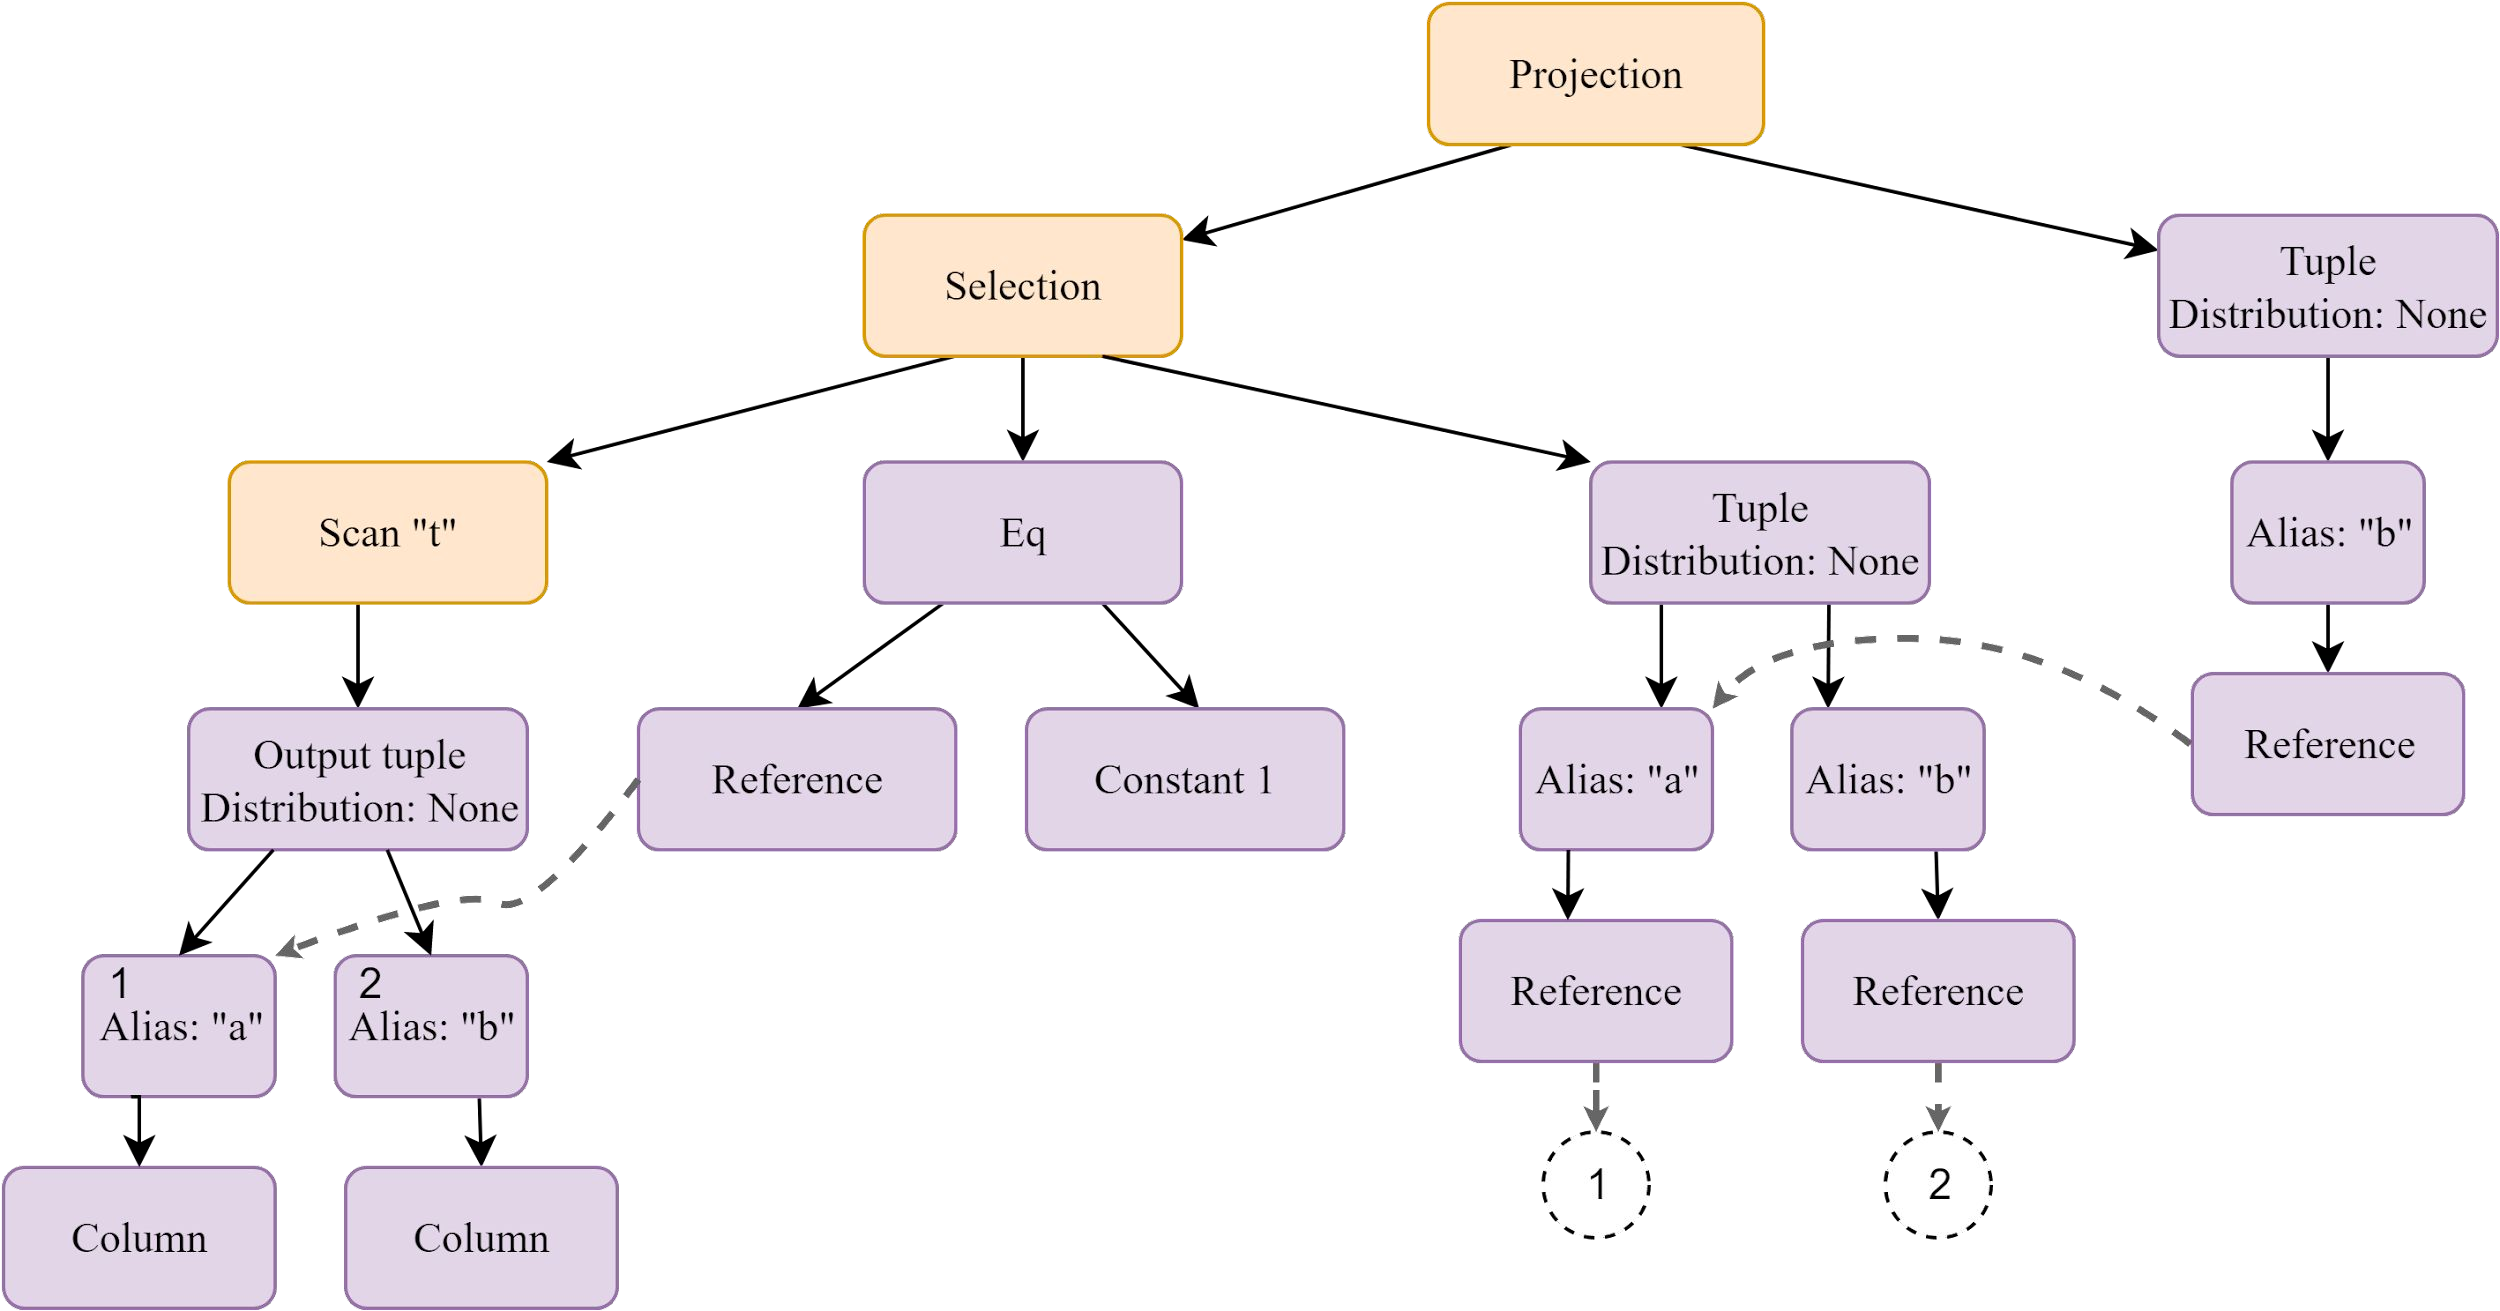 Projection
Selection
Tuple
Distribution: None
Scan "t"
Eq
Tuple
Distribution: None
Alias: "b"
Output tuple
Distribution: None
Reference
Constant 1
Alias: "a"
Alias: "b"
Reference
1
Alias: "a"
2
Alias: "b"
Reference
Reference
Column
Column
1
2